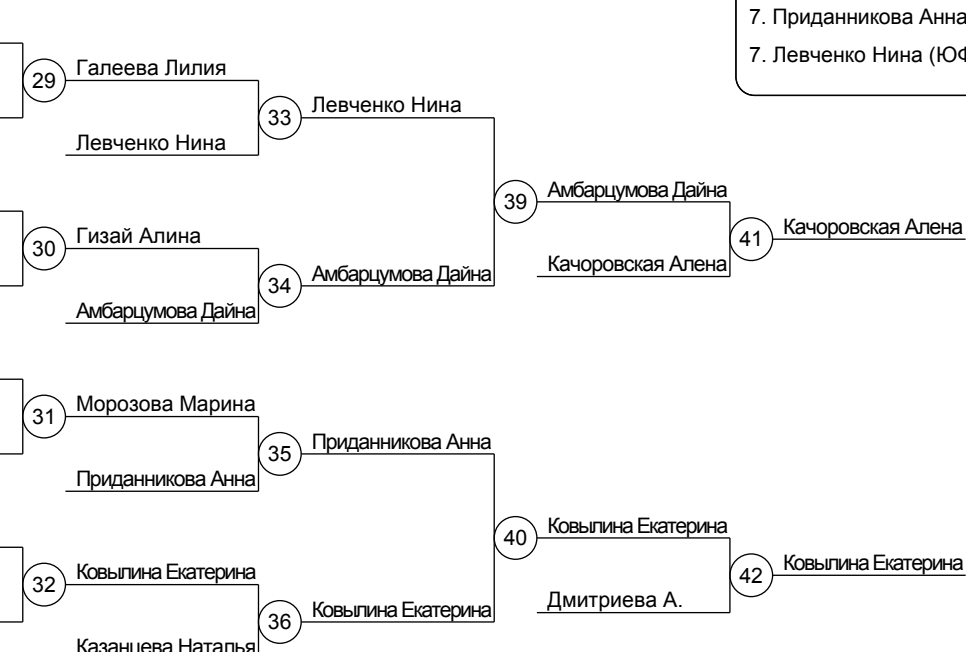 7. Приданникова Анна
7. Левченко Нина (ЮФ
29
Галеева Лилия
33
Левченко Нина
Левченко Нина
39
Амбарцумова Дайна
30
Гизай Алина
41
Качоровская Алена
34
Амбарцумова Дайна
Качоровская Алена
Амбарцумова Дайна
31
Морозова Марина
35
Приданникова Анна
Приданникова Анна
40
Ковылина Екатерина
32
Ковылина Екатерина
42
Ковылина Екатерина
36
Ковылина Екатерина
Дмитриева А.
Казанцева Наталья